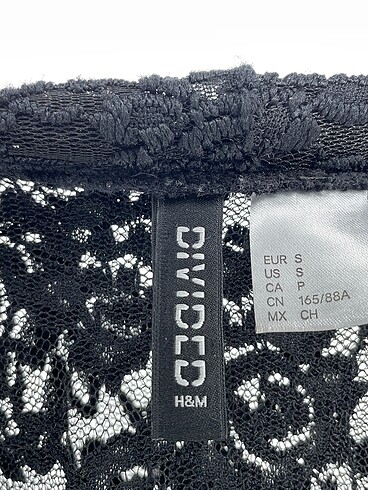 DIVIDED
H&M
EUR S
US S
CA P
CN 165/88A
MX CH